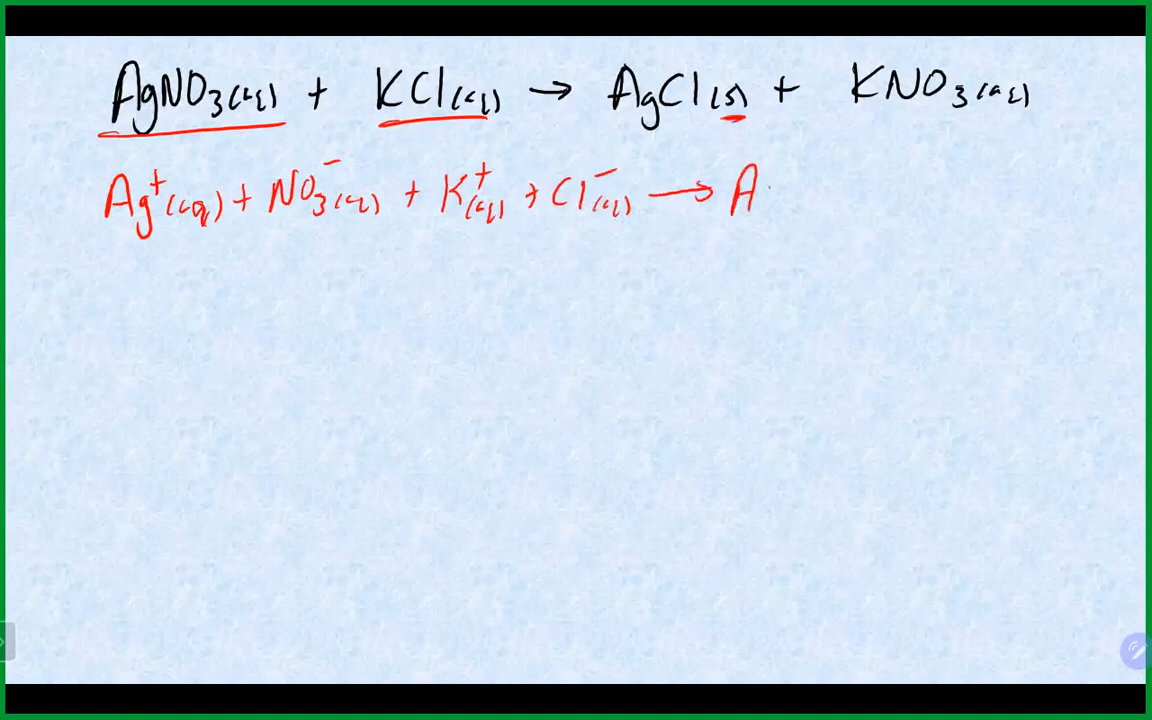 AgNO₃(aq) + KCl(aq) → AgCl(s) + KNO₃(aq)
Ag⁺(aq) + NO₃⁻(aq) + K⁺(aq) + Cl⁻(aq) → A